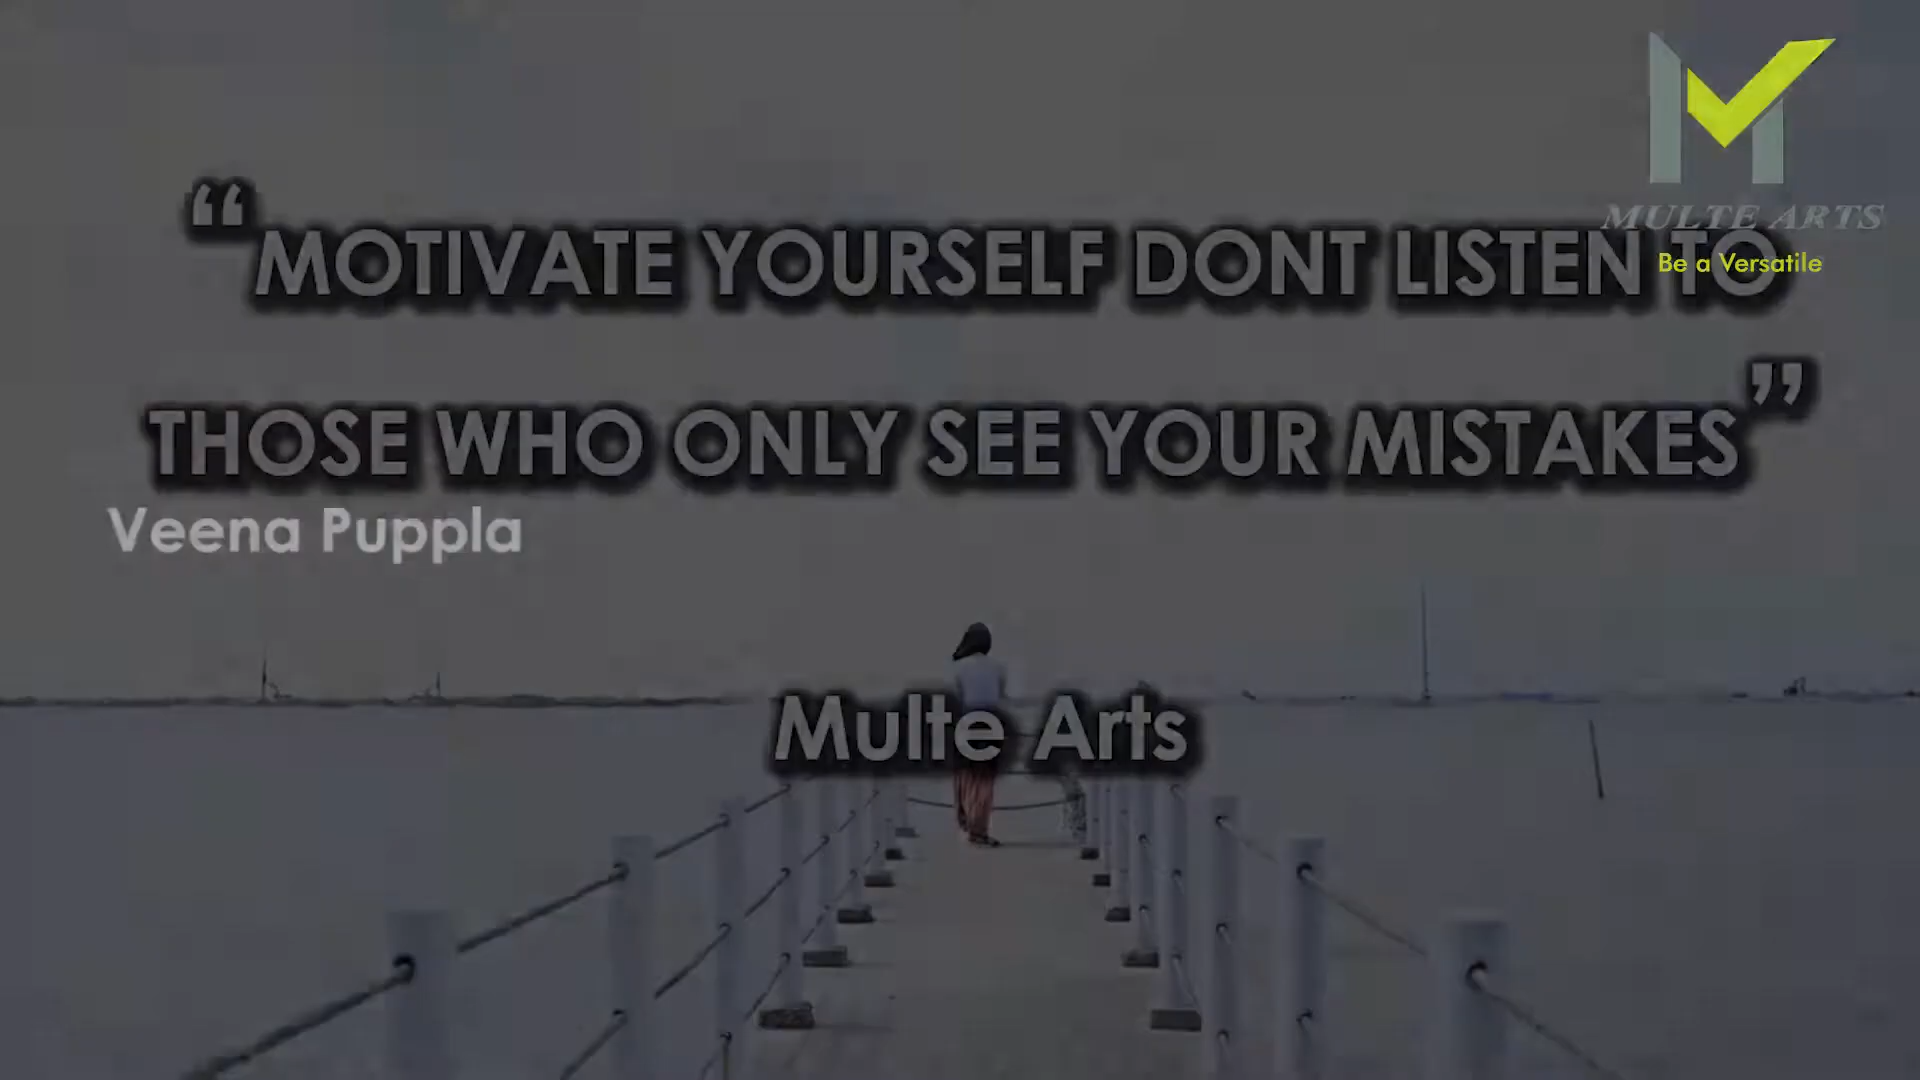 “MOTIVATE YOURSELF DONT LISTEN TO
THOSE WHO ONLY SEE YOUR MISTAKES”
Veena Puppla
Multe Arts
MULTE ARTS
Be a Versatile